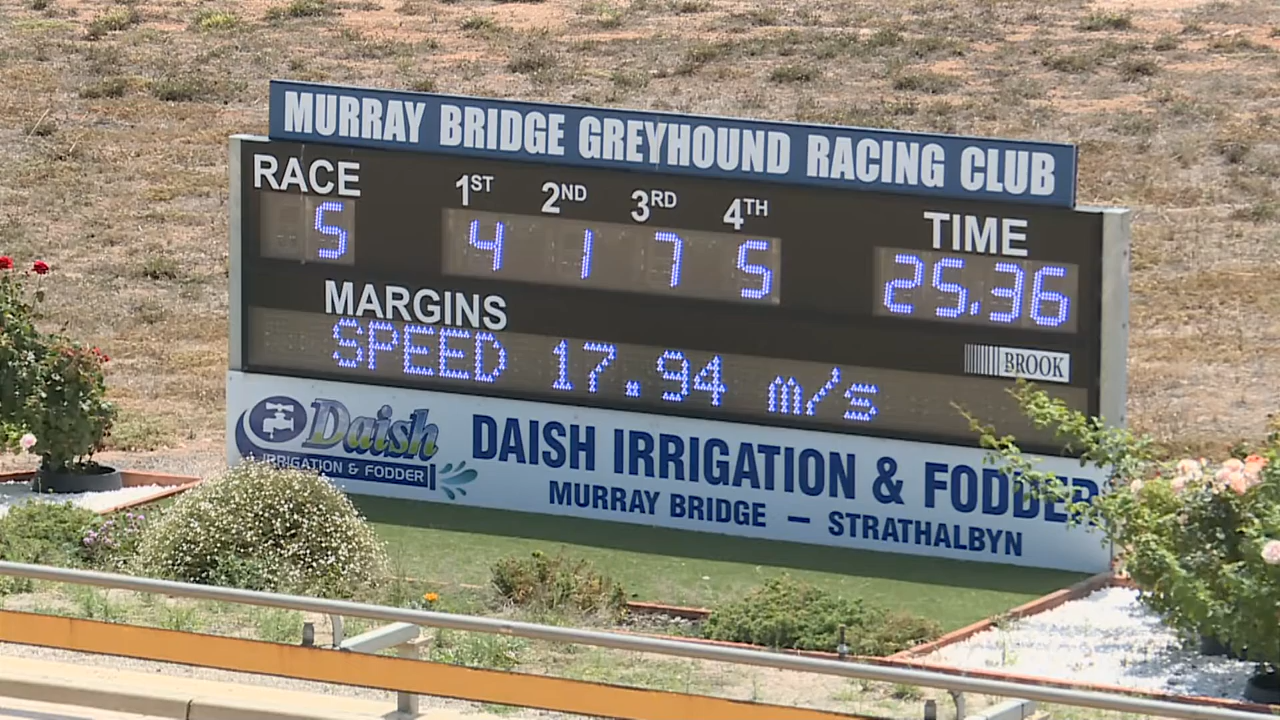 MURRAY BRIDGE GREYHOUND RACING CLUB
RACE 1ST 2ND 3RD 4TH TIME
5 4 1 7 5 25.36
MARGINS
SPEED 17.94 m/s
BROOK
Daish
IRRIGATION & FODDER
DAISH IRRIGATION & FODDER
MURRAY BRIDGE – STRATHALBYN